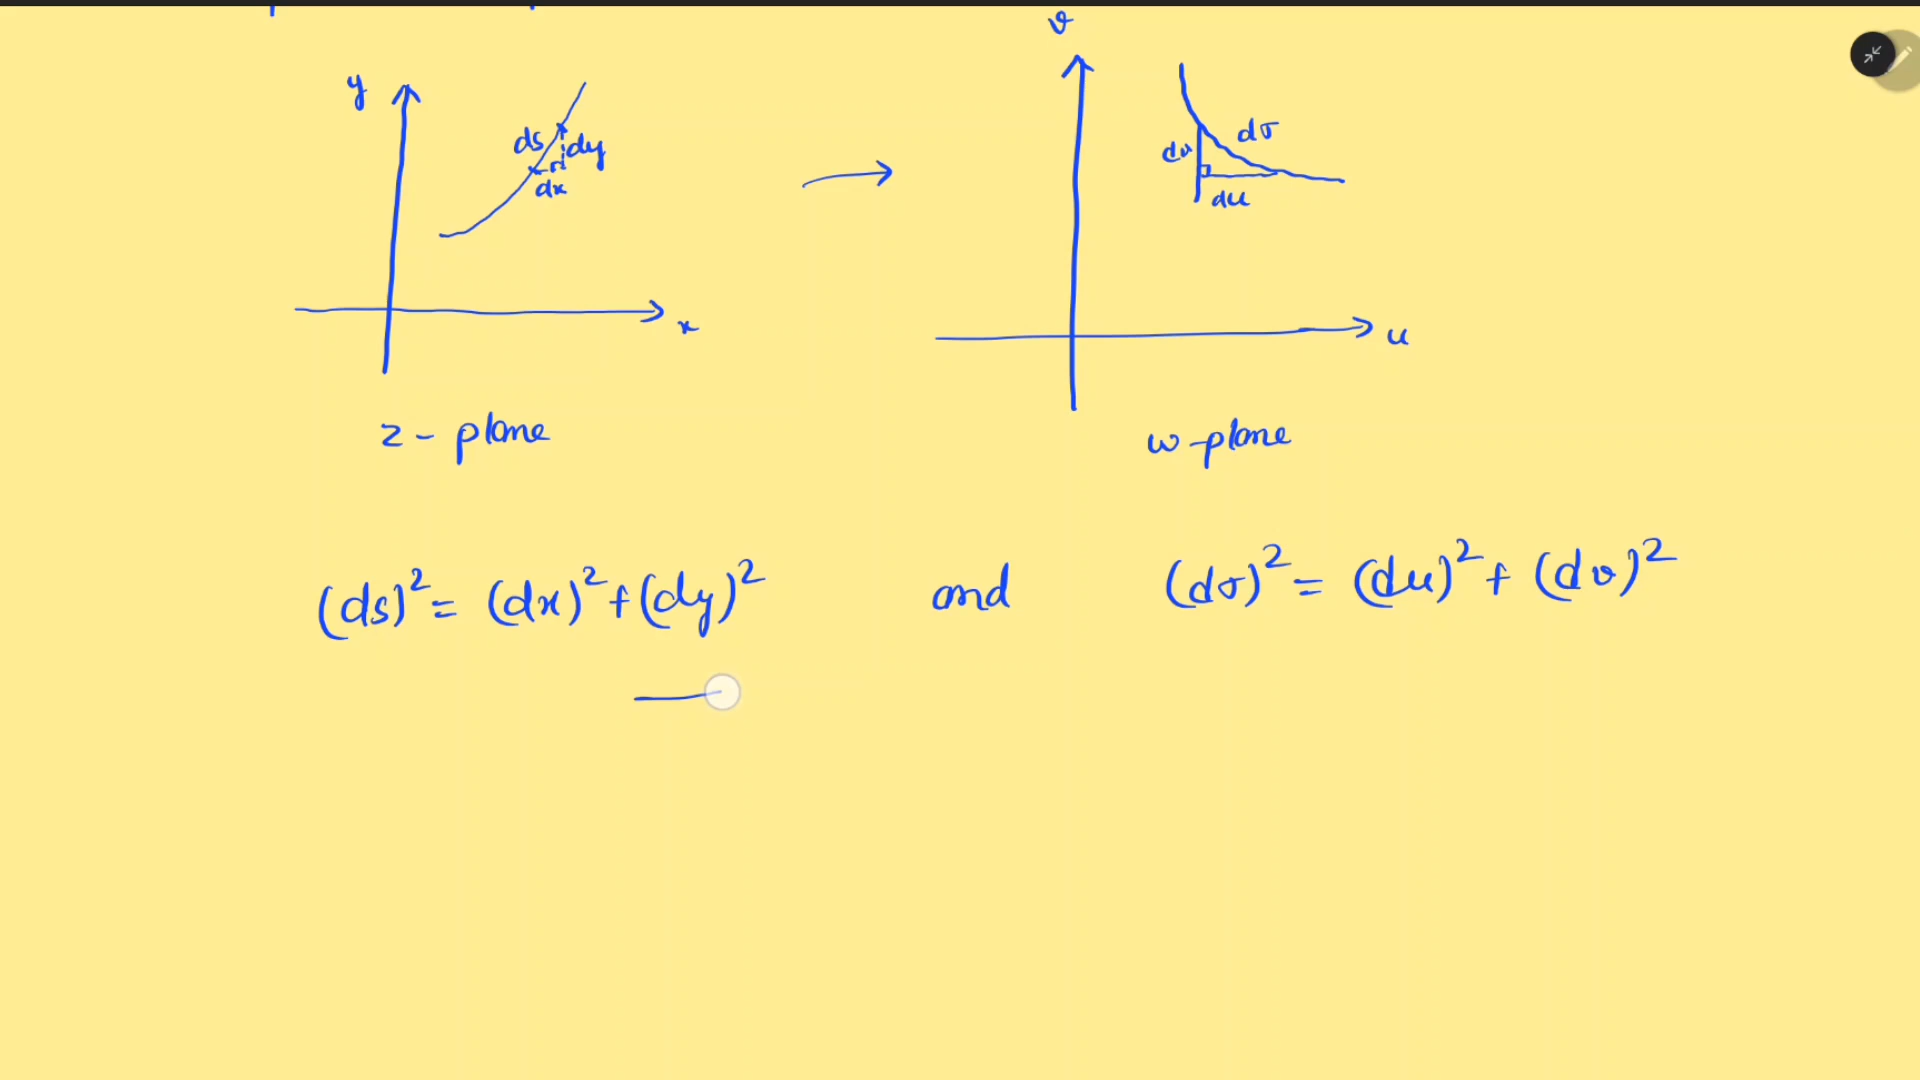 v
y
ds
dy
dx
x
z - plane
dv
dσ
du
u
w-plane
(ds)² = (dx)² + (dy)² and (dσ)² = (du)² + (dv)²